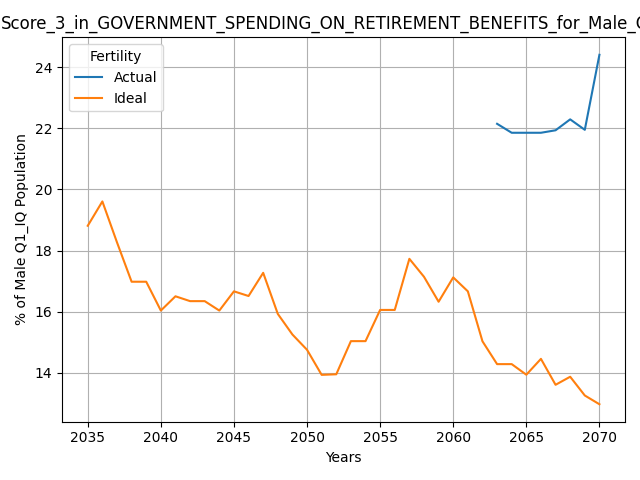 Score_3_in_GOVERNMENT_SPENDING_ON_RETIREMENT_BENEFITS_for_Male_
Fertility
Actual
Ideal
24
22
20
18
16
14
% of Male Q1_IQ Population
2035 2040 2045 2050 2055 2060 2065 2070
Years